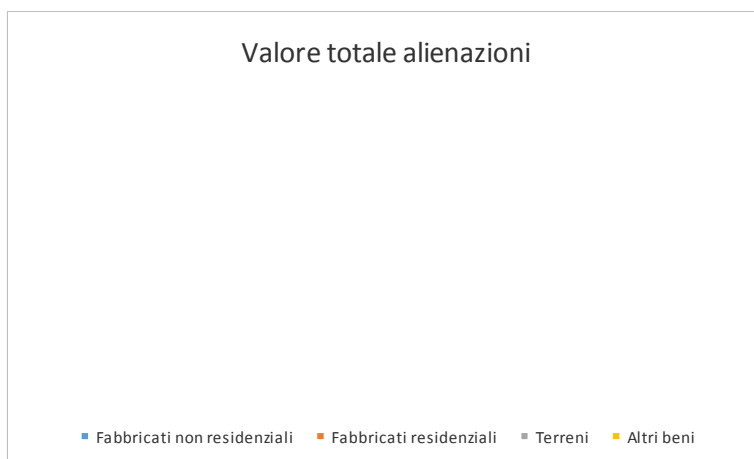 Valore totale alienazioni
Fabbricati non residenziali Fabbricati residenziali Terreni Altri beni